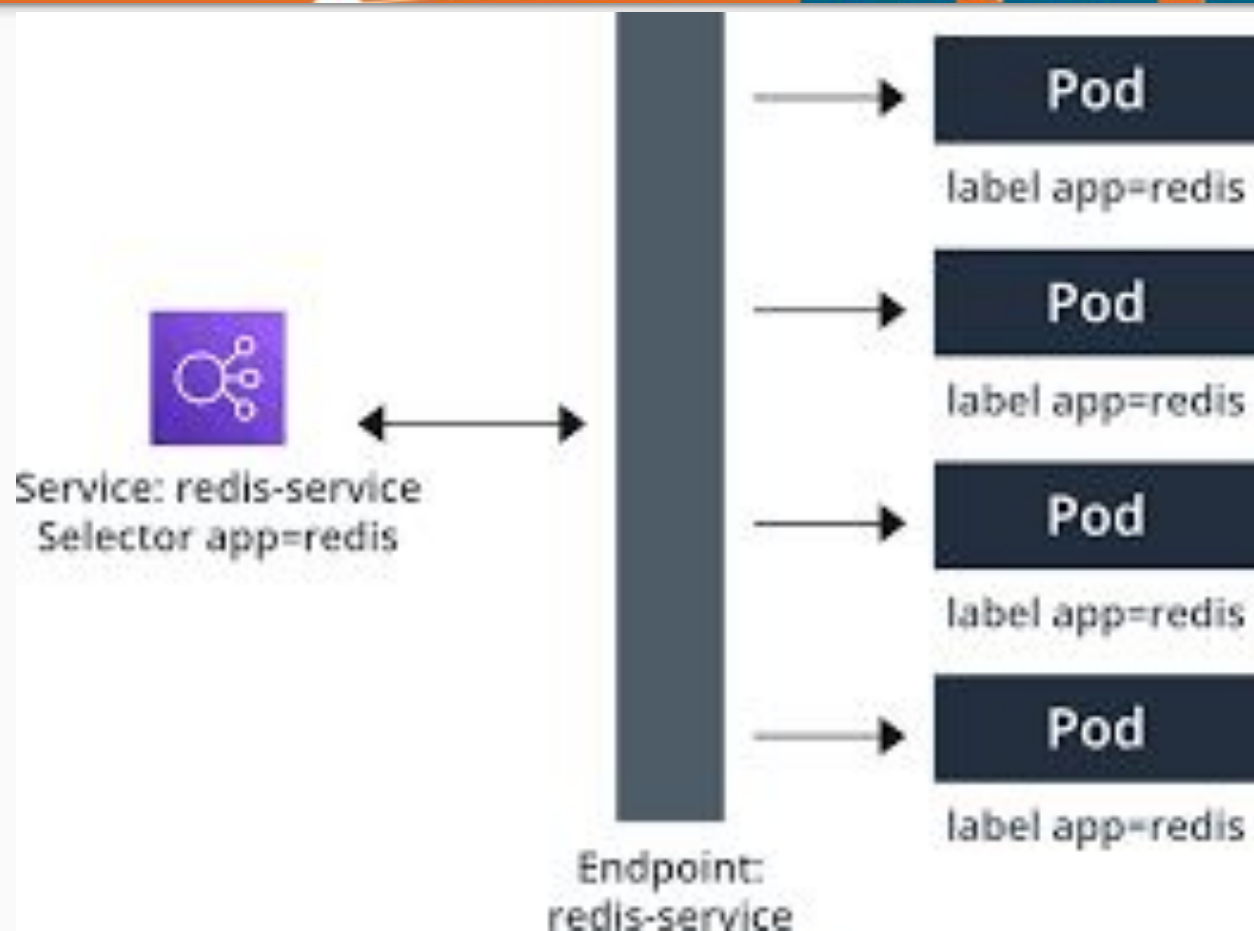 Pod
label app=redis
Pod
label app=redis
Service: redis-service
Selector app=redis
Pod
label app=redis
Pod
label app=redis
Endpoint:
redis-service